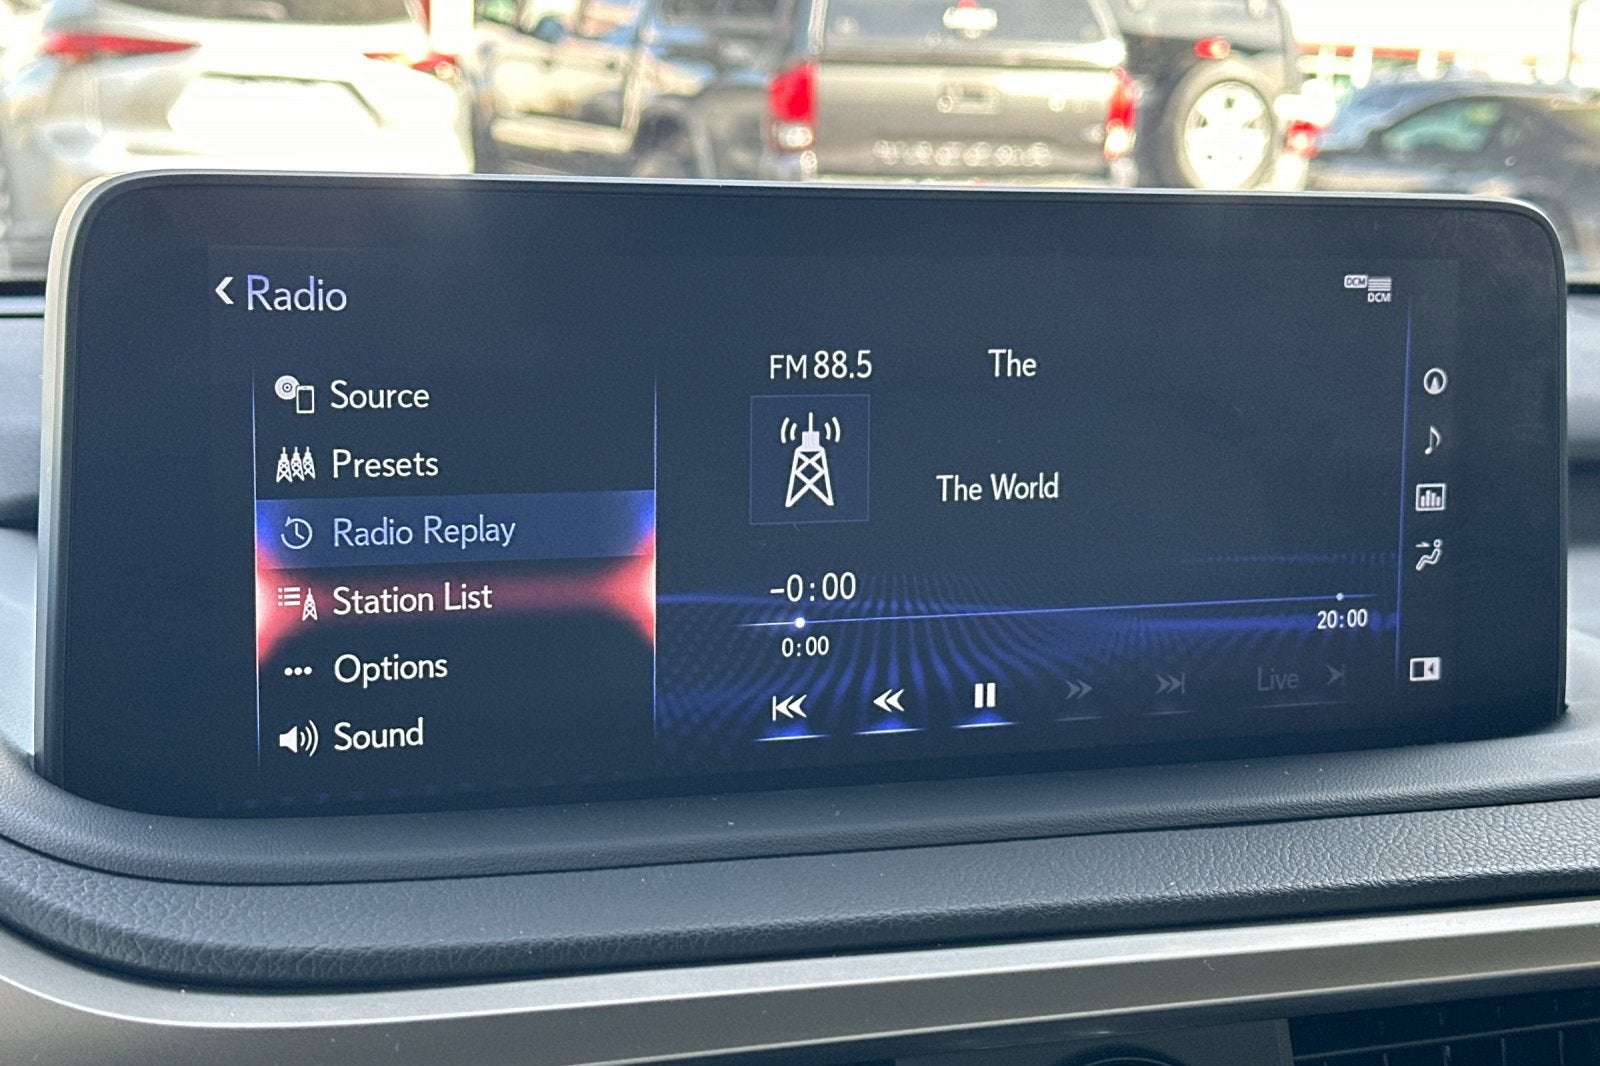 Radio
DCM
DCM
Source
Presets
Radio Replay
Station List
Options
Sound
FM 88.5
The
The World
-0:00
0:00
20:00
Live